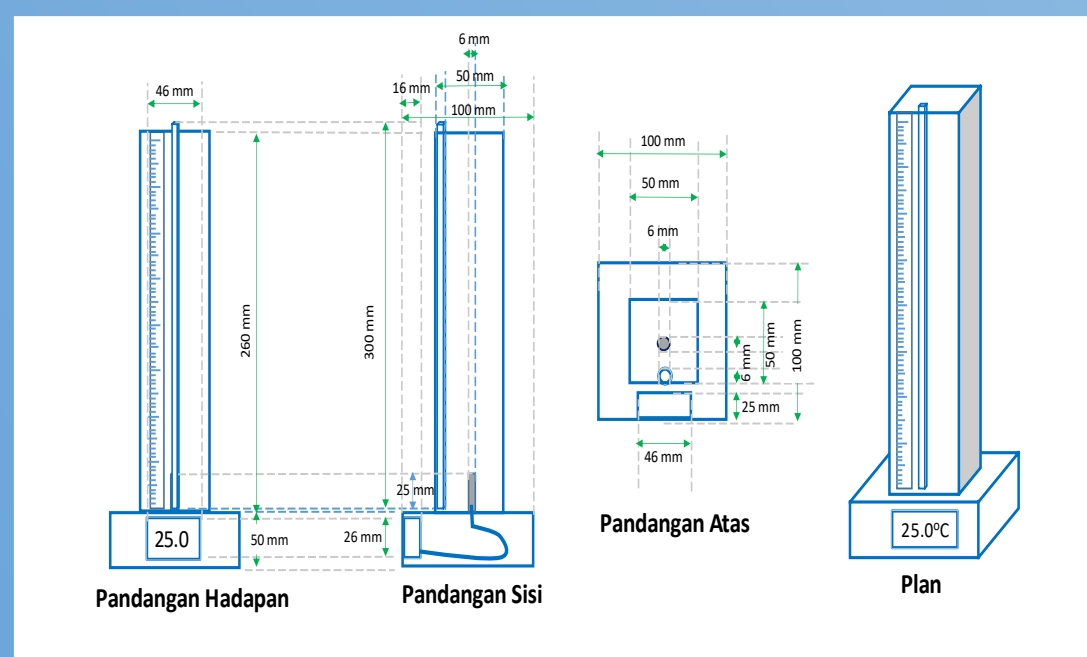 46 mm
260 mm
25.0
50 mm
Pandangan Hadapan
6 mm
50 mm
16 mm
100 mm
300 mm
25 mm
26 mm
Pandangan Sisi
100 mm
50 mm
6 mm
6 mm
50 mm
100 mm
25 mm
46 mm
Pandangan Atas
25.0⁰C
Plan